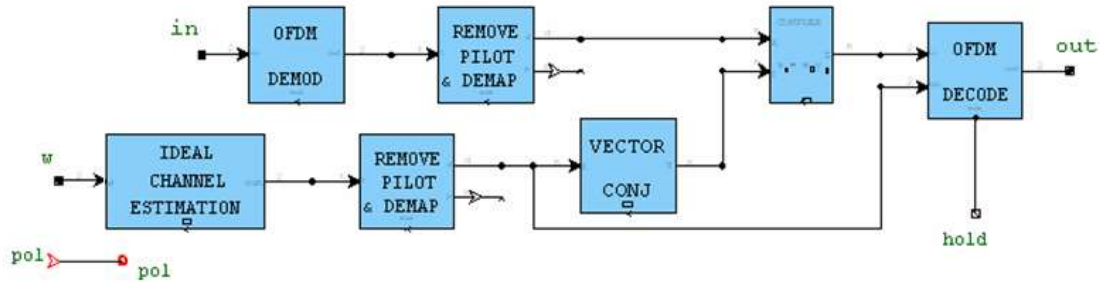 in
OFDM
DEMOD
REMOVE
PILOT
& DEMAP
COMPLEX
OFDM
DECODE
out
w
IDEAL
CHANNEL
ESTIMATION
REMOVE
PILOT
& DEMAP
VECTOR
CONJ
hold
pol
pol